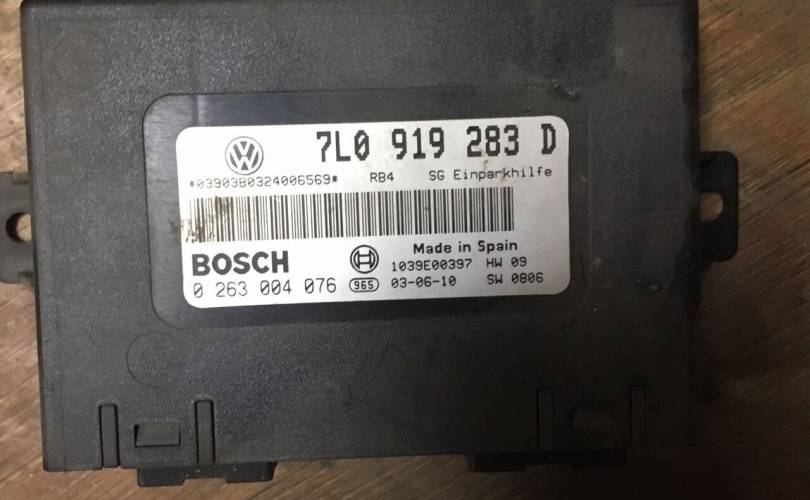 7L0 919 283 D
*0390380324006569* RB4 SG Einparkhilfe
BOSCH
Made in Spain
1039E00397 HW 09
0 263 004 076 965 03-06-10 SW 0806